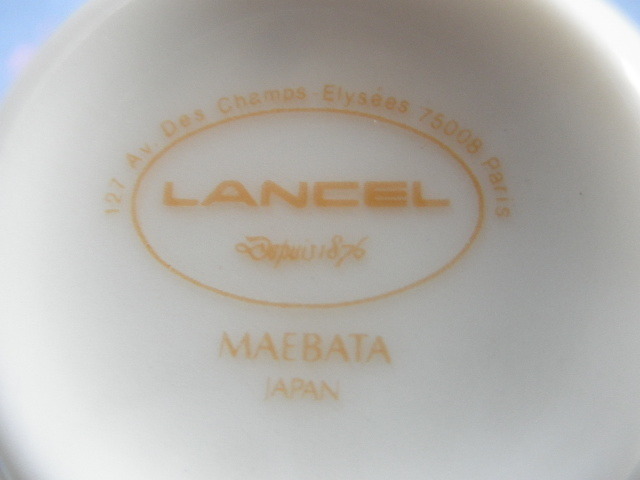 127 Av. Des Champs-Elysées 75008 Paris
LANCEL
Depuis 1876
MAEBATA
JAPAN